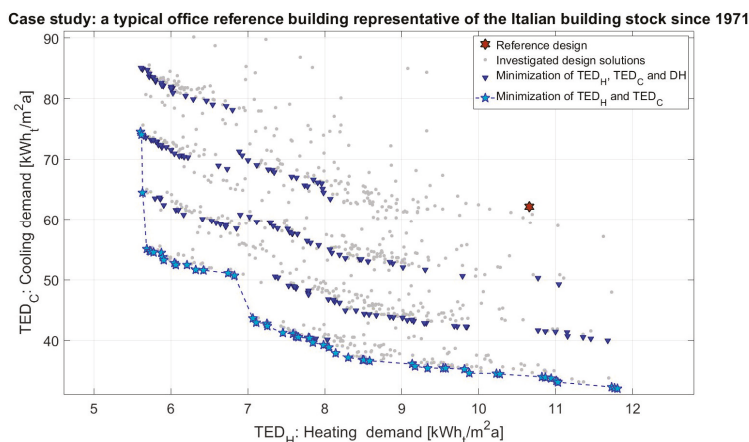 Case study: a typical office reference building representative of the Italian building stock since 1971
90
80
70
60
50
40
TED_C: Cooling demand [kWh_t/m²a]
Reference design
Investigated design solutions
Minimization of TED_H, TED_C and DH
Minimization of TED_H and TED_C
5 6 7 8 9 10 11 12
TED_H: Heating demand [kWh_t/m²a]